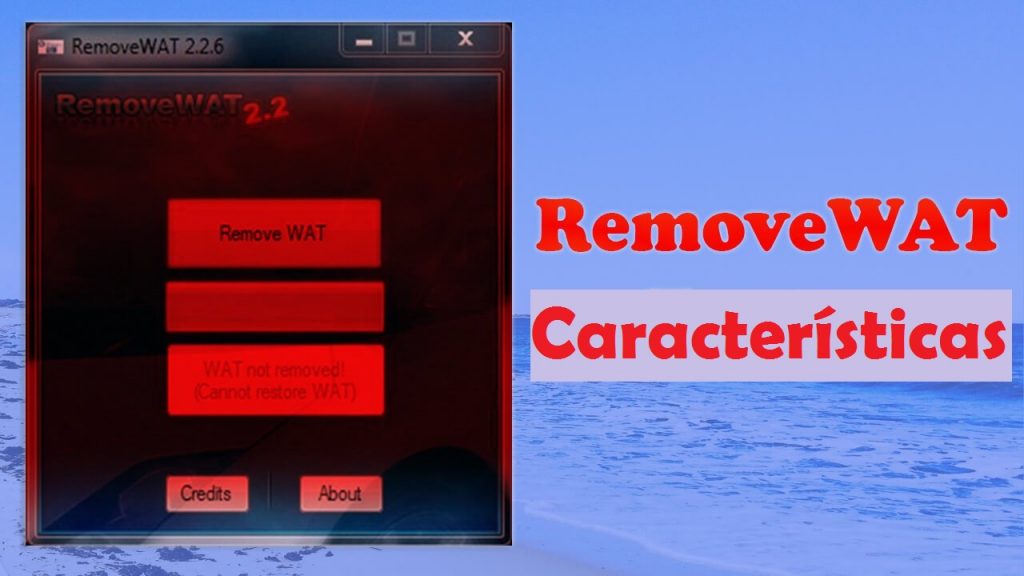 RemoveWAT 2.2.6
RemoveWAT 2.2
Remove WAT
WAT not removed!
(Cannot restore WAT)
Credits
About
RemoveWAT
Características